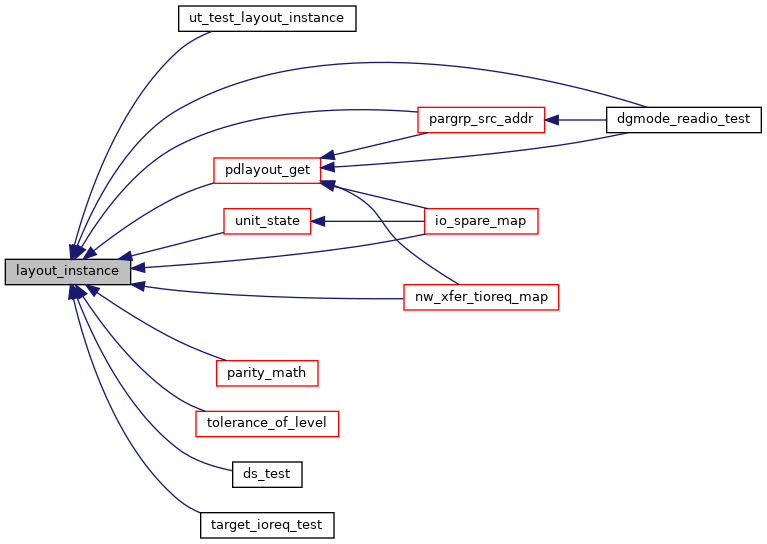 ut_test_layout_instance
pargrp_src_addr
dgmode_readio_test
pdlayout_get
unit_state
io_spare_map
layout_instance
nw_xfer_tioreq_map
parity_math
tolerance_of_level
ds_test
target_ioreq_test